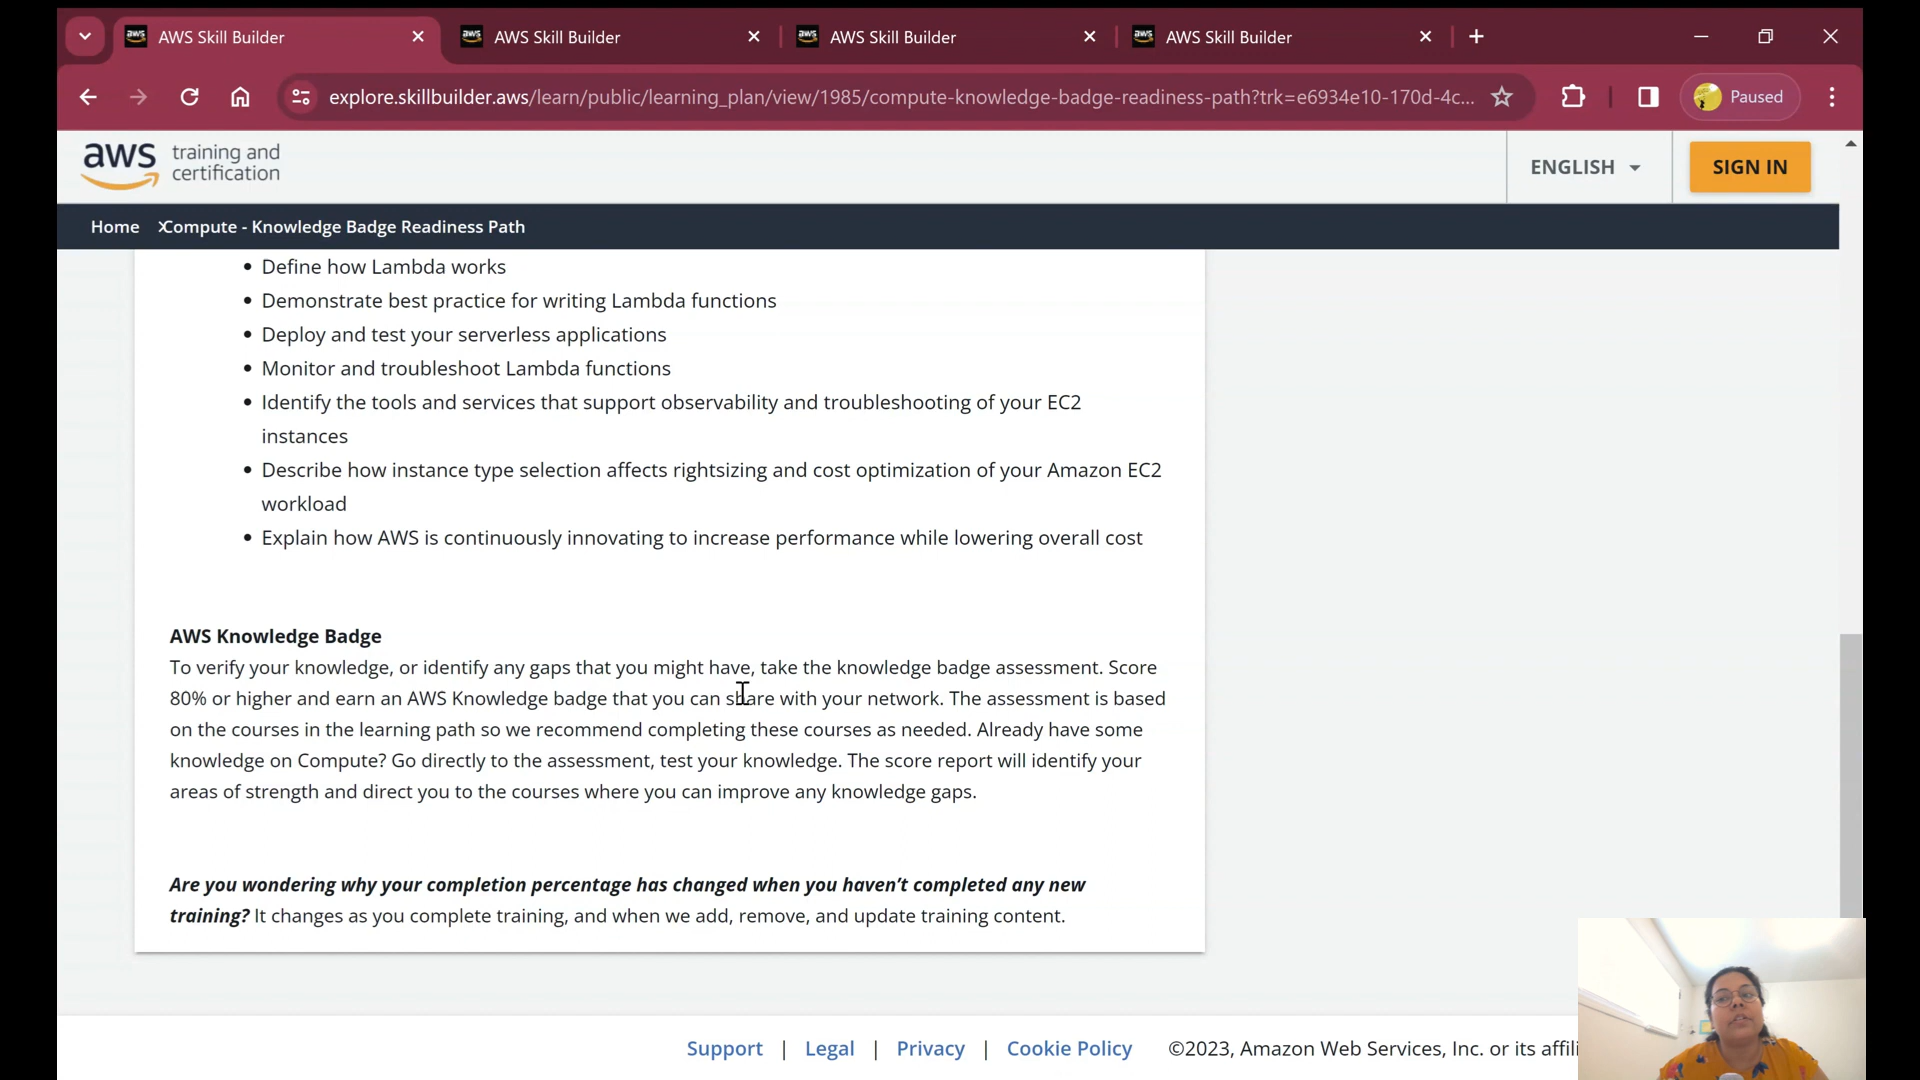 AWS Skill Builder
AWS Skill Builder
AWS Skill Builder
AWS Skill Builder
explore.skillbuilder.aws/learn/public/learning_plan/view/1985/compute-knowledge-badge-readiness-path?trk=e6934e10-170d-4c...
Paused
aws training and certification
ENGLISH
SIGN IN
Home
Compute - Knowledge Badge Readiness Path
• Define how Lambda works
• Demonstrate best practice for writing Lambda functions
• Deploy and test your serverless applications
• Monitor and troubleshoot Lambda functions
• Identify the tools and services that support observability and troubleshooting of your EC2
instances
• Describe how instance type selection affects rightsizing and cost optimization of your Amazon EC2
workload
• Explain how AWS is continuously innovating to increase performance while lowering overall cost
AWS Knowledge Badge
To verify your knowledge, or identify any gaps that you might have, take the knowledge badge assessment. Score
80% or higher and earn an AWS Knowledge badge that you can share with your network. The assessment is based
on the courses in the learning path so we recommend completing these courses as needed. Already have some
knowledge on Compute? Go directly to the assessment, test your knowledge. The score report will identify your
areas of strength and direct you to the courses where you can improve any knowledge gaps.
Are you wondering why your completion percentage has changed when you haven't completed any new
training? It changes as you complete training, and when we add, remove, and update training content.
Support | Legal | Privacy | Cookie Policy ©2023, Amazon Web Services, Inc. or its affili